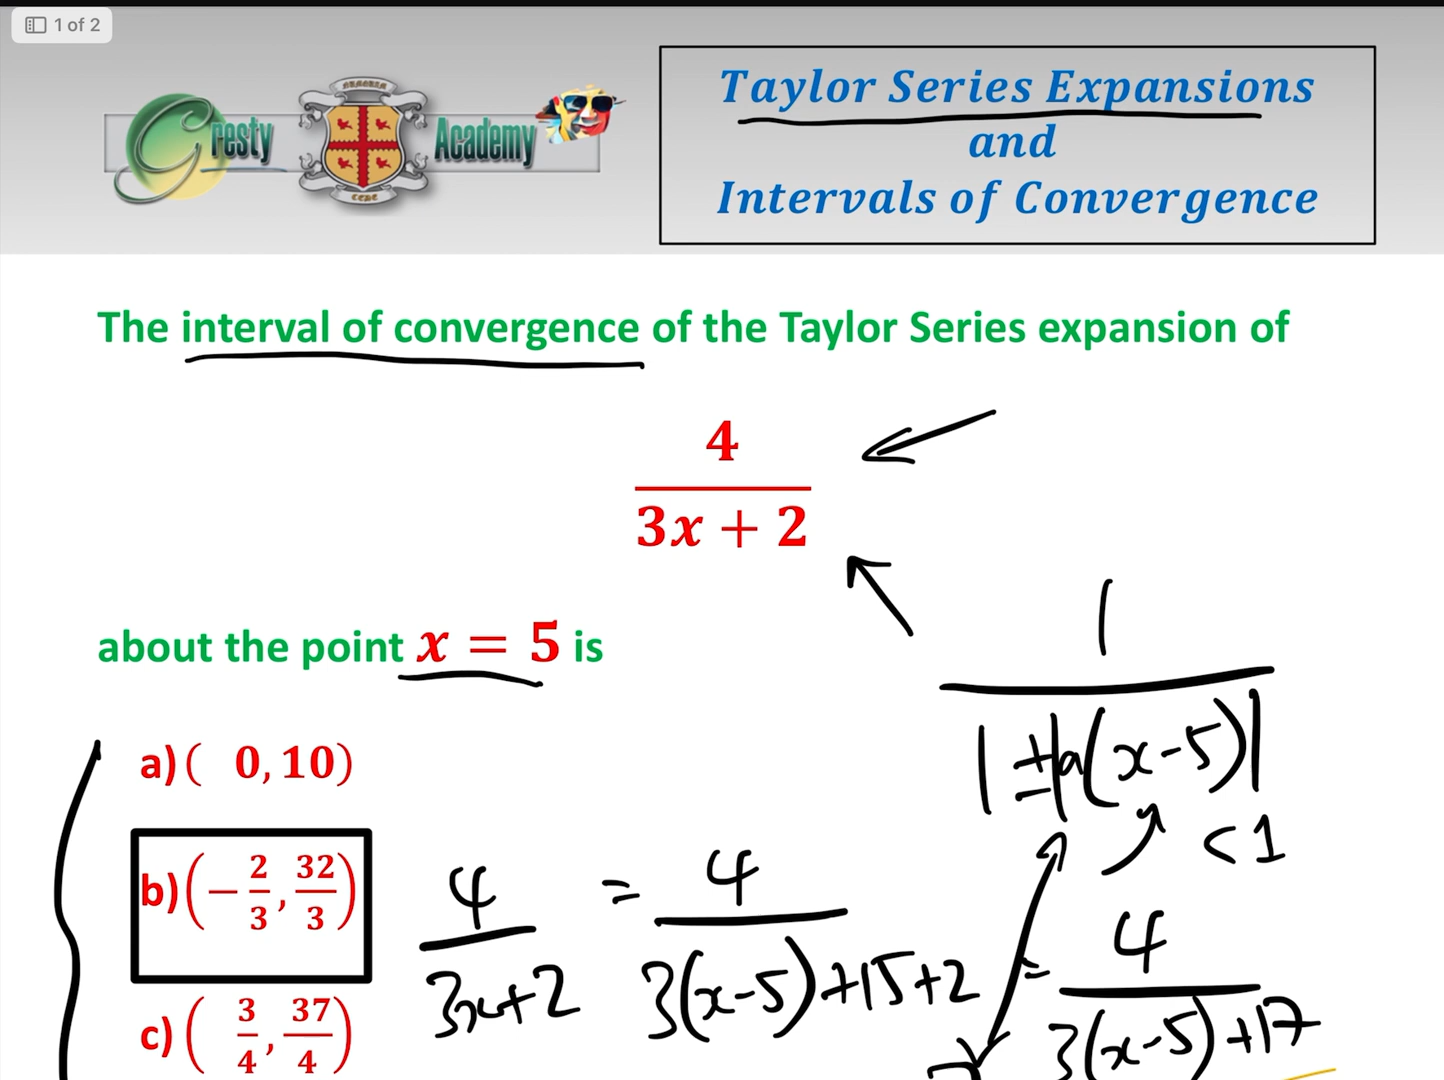 1 of 2
Gresty Academy
Taylor Series Expansions
and
Intervals of Convergence
The interval of convergence of the Taylor Series expansion of
4
3x + 2
about the point x = 5 is
1
1 ± |a(x-5)|
< 1
a) ( 0, 10)
b) (− 2/3, 32/3)
4/(3x+2) = 4/(3(x-5)+15+2) = 4/(3(x-5)+17)
c) ( 3/4, 37/4)